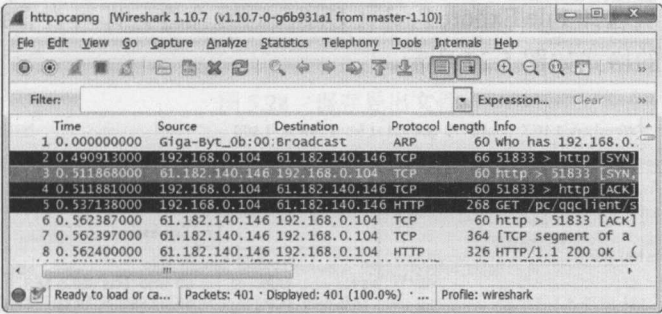 http.pcapng [Wireshark 1.10.7 (v1.10.7-0-g6b931a1 from master-1.10)]
File Edit View Go Capture Analyze Statistics Telephony Tools Internals Help
Filter: Expression... Clear
Time Source Destination Protocol Length Info
1 0.000000000 Giga-Byt_0b:00: Broadcast ARP 60 who has 192.168.0.
2 0.490913000 192.168.0.104 61.182.140.146 TCP 66 51833 > http [SYN]
3 0.511868000 61.182.140.146 192.168.0.104 TCP 60 http > 51833 [SYN,
4 0.511881000 192.168.0.104 61.182.140.146 TCP 60 51833 > http [ACK]
5 0.537138000 192.168.0.104 61.182.140.146 HTTP 268 GET /pc/qqclient/s
6 0.562387000 61.182.140.146 192.168.0.104 TCP 60 http > 51833 [ACK]
7 0.562397000 61.182.140.146 192.168.0.104 TCP 364 [TCP segment of a
8 0.562400000 61.182.140.146 192.168.0.104 HTTP 326 HTTP/1.1 200 OK (
Ready to load or ca... Packets: 401 · Displayed: 401 (100.0%) · ... Profile: wireshark